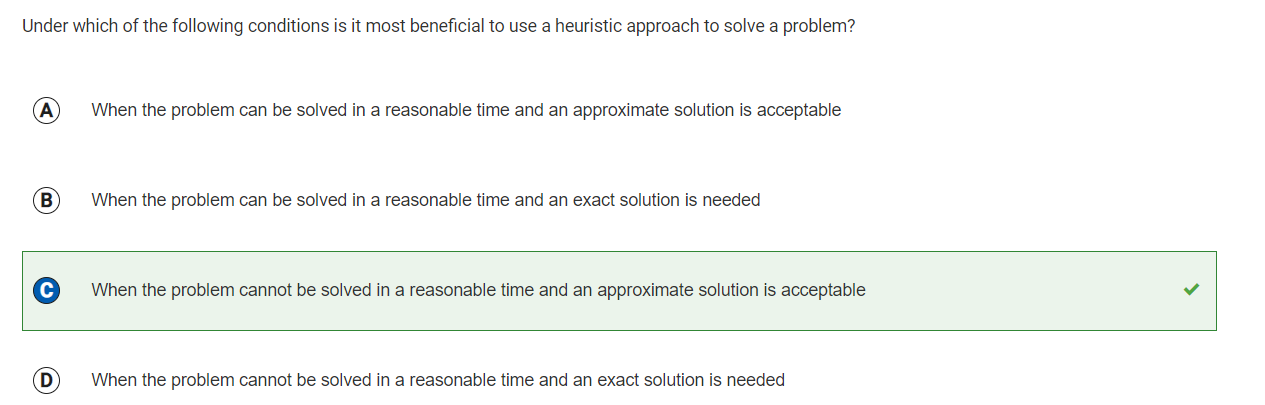 Under which of the following conditions is it most beneficial to use a heuristic approach to solve a problem?
A When the problem can be solved in a reasonable time and an approximate solution is acceptable
B When the problem can be solved in a reasonable time and an exact solution is needed
C When the problem cannot be solved in a reasonable time and an approximate solution is acceptable
D When the problem cannot be solved in a reasonable time and an exact solution is needed